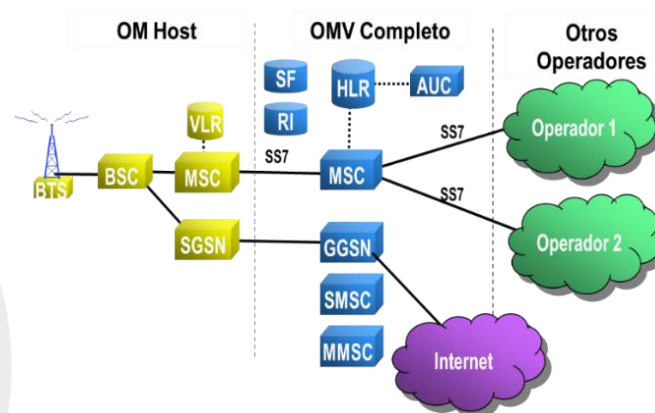 OM Host
OMV Completo
Otros
Operadores
SF
HLR
AUC
RI
VLR
SS7
SS7
Operador 1
BTS
BSC
MSC
MSC
SS7
Operador 2
SGSN
GGSN
SMSC
MMSC
Internet